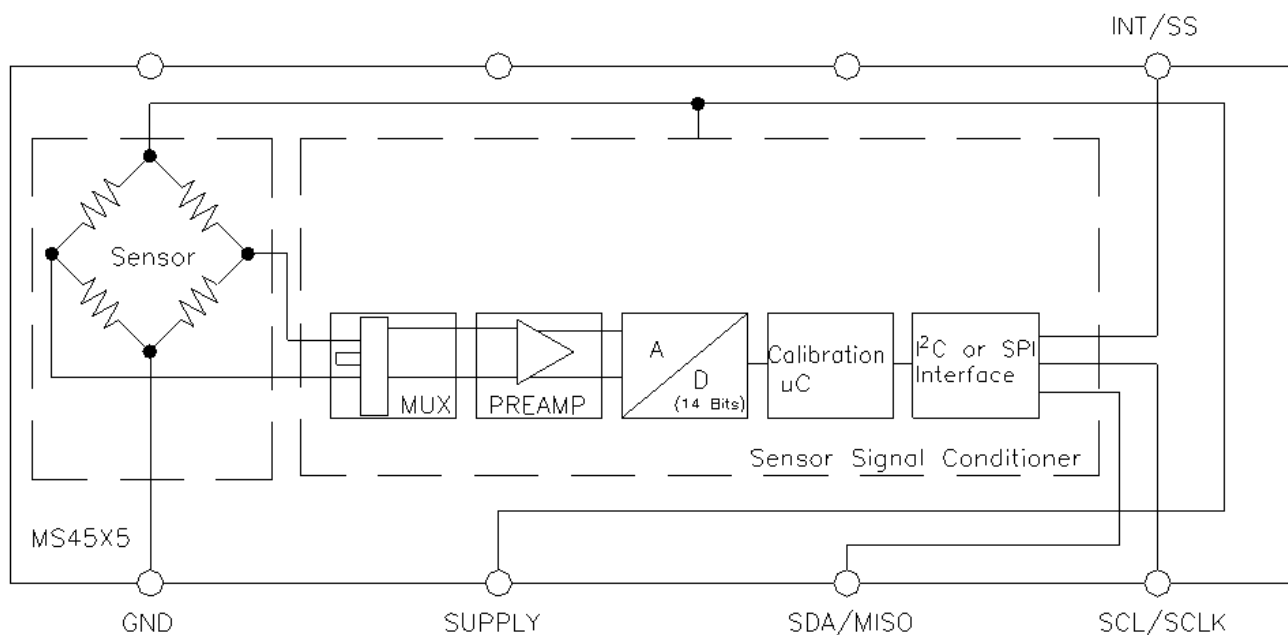 INT/SS
Sensor
MUX
PREAMP
A
D
(14 Bits)
Calibration
uC
I²C or SPI
Interface
Sensor Signal Conditioner
MS45X5
GND
SUPPLY
SDA/MISO
SCL/SCLK